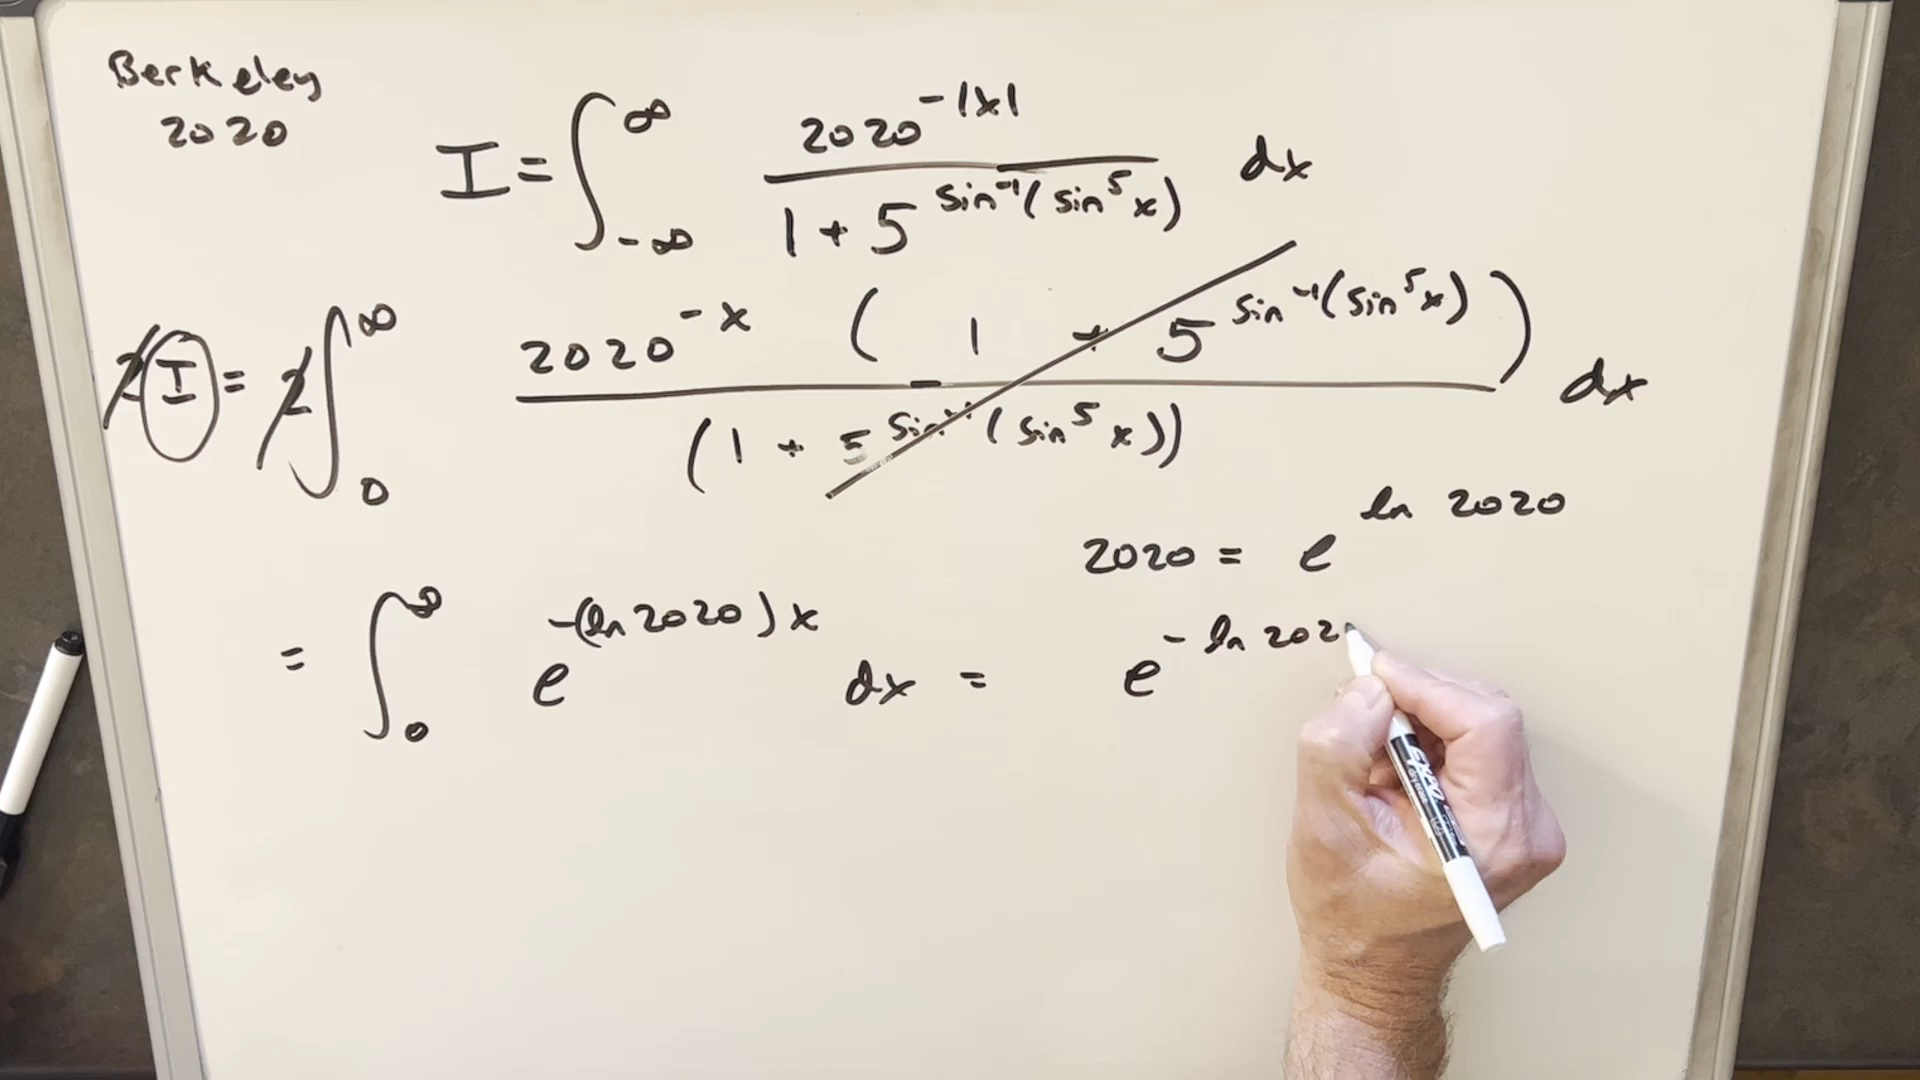 Berkeley
2020
I = ∫_{-∞}^{∞} 2020^{-|x|} / (1 + 5^{sin^{-1}(sin^5 x)}) dx
2I = 2∫_0^∞ 2020^{-x} (1 + 5^{sin^{-1}(sin^5 x)}) / (1 + 5^{sin^{-1}(sin^5 x)}) dx
2020 = e^{ln 2020}
= ∫_0^∞ e^{-(ln 2020)x} dx = e^{-ln 202
EXPO